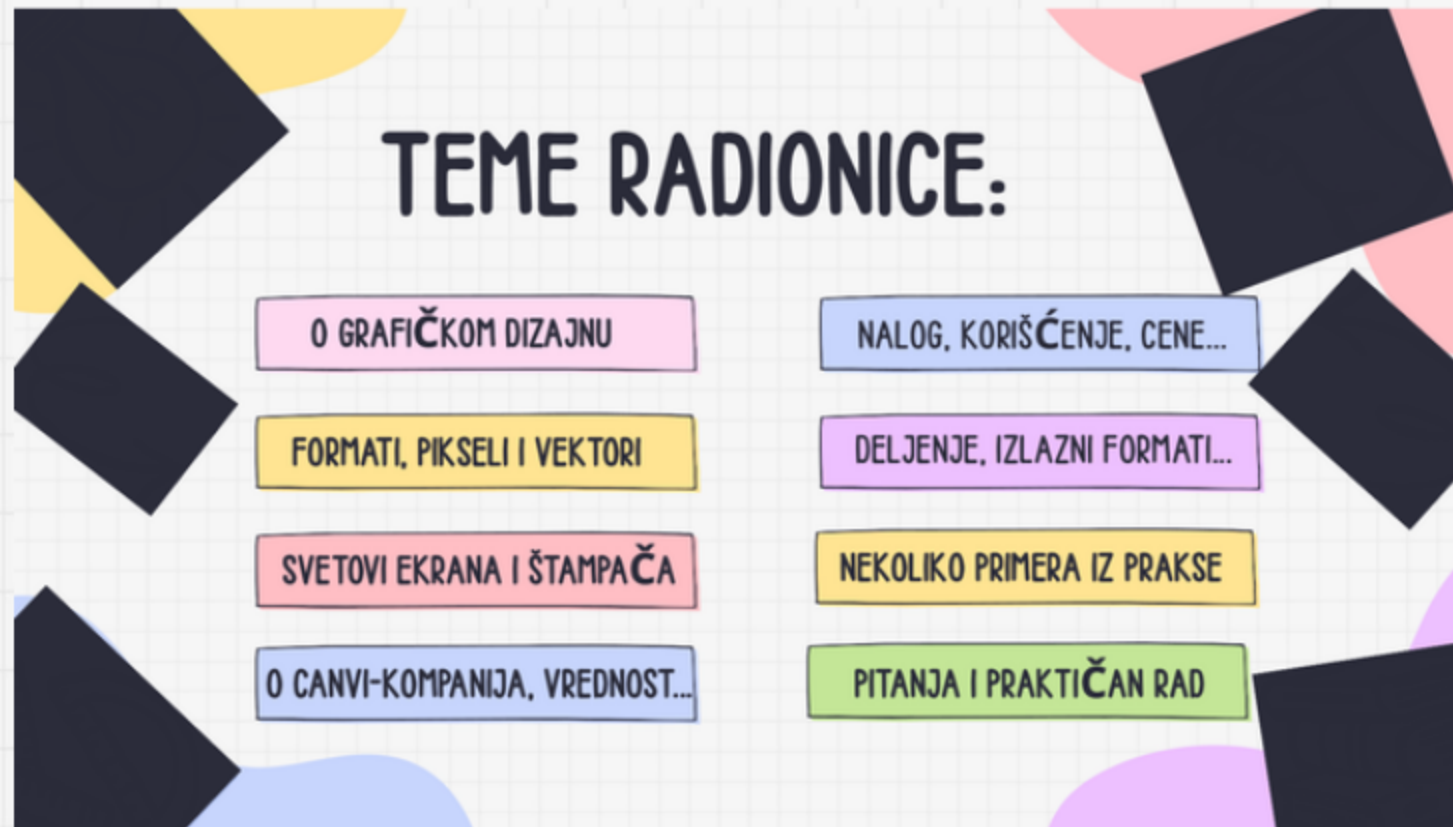 TEME RADIONICE:
O GRAFIČKOM DIZAJNU
FORMATI, PIKSELI I VEKTORI
SVETOVI EKRANA I ŠTAMPAČA
O CANVI-KOMPANIJA, VREDNOST...
NALOG, KORIŠĆENJE, CENE...
DELJENJE, IZLAZNI FORMATI...
NEKOLIKO PRIMERA IZ PRAKSE
PITANJA I PRAKTIČAN RAD